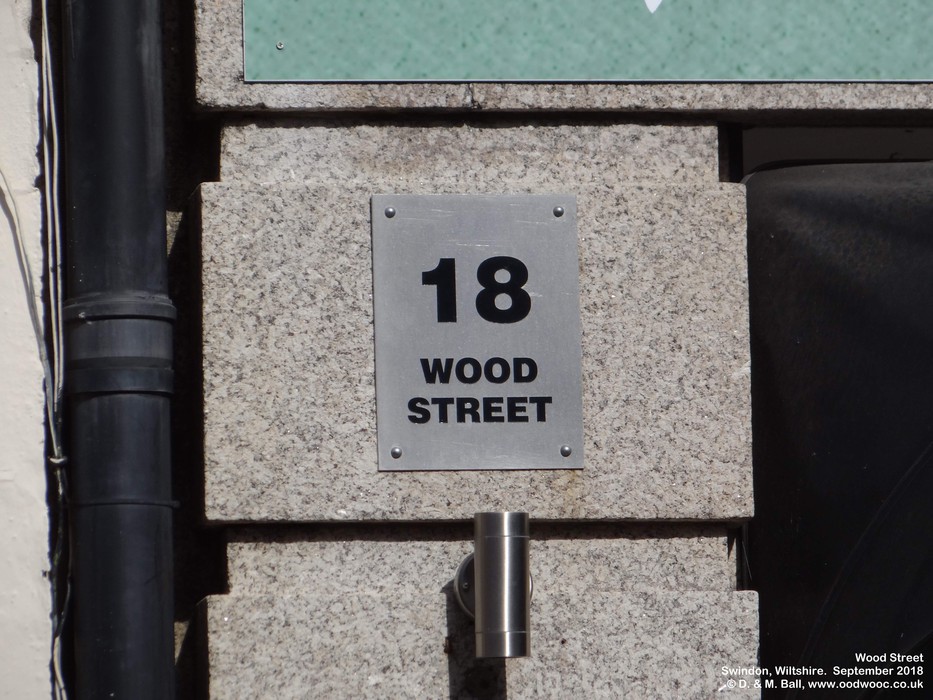 18
WOOD
STREET
Wood Street
Swindon, Wiltshire. September 2018
© D. & M. Ball, www.oodwooc.co.uk